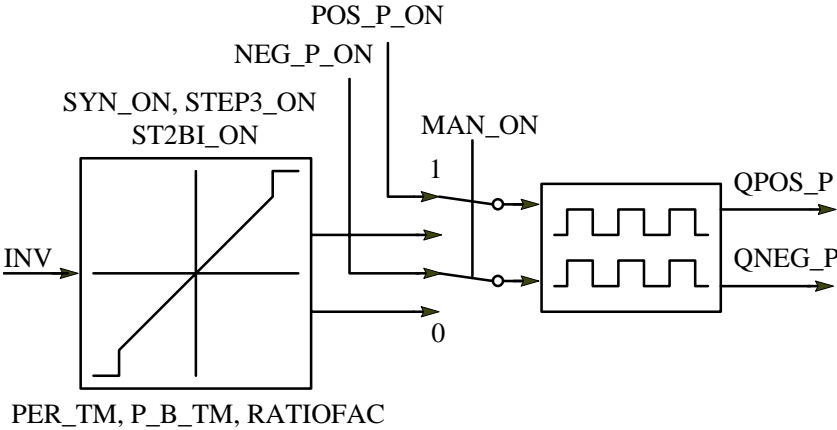 POS_P_ON
NEG_P_ON
SYN_ON, STEP3_ON
ST2BI_ON
MAN_ON
1
QPOS_P
INV
QNEG_P
0
PER_TM, P_B_TM, RATIOFAC